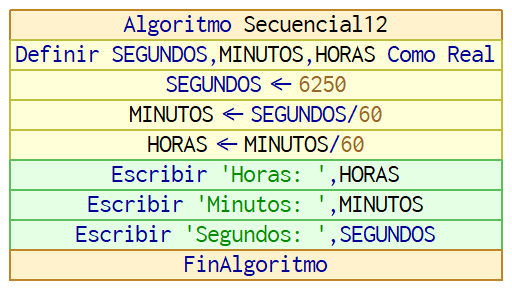 Algoritmo Secuencial12
Definir SEGUNDOS,MINUTOS,HORAS Como Real
SEGUNDOS ← 6250
MINUTOS ← SEGUNDOS/60
HORAS ← MINUTOS/60
Escribir 'Horas: ',HORAS
Escribir 'Minutos: ',MINUTOS
Escribir 'Segundos: ',SEGUNDOS
FinAlgoritmo